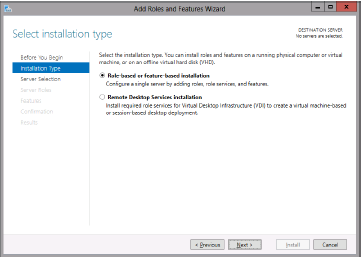 Add Roles and Features Wizard
Select installation type
DESTINATION SERVER
No servers are selected.
Before You Begin
Installation Type
Server Selection
Server Roles
Features
Confirmation
Results
Select the installation type. You can install roles and features on a running physical computer or virtual
machine, or on an offline virtual hard disk (VHD).
Role-based or feature-based installation
Configure a single server by adding roles, role services, and features.
Remote Desktop Services installation
Install required role services for Virtual Desktop Infrastructure (VDI) to create a virtual machine-based
or session-based desktop deployment.
< Previous
Next >
Install
Cancel